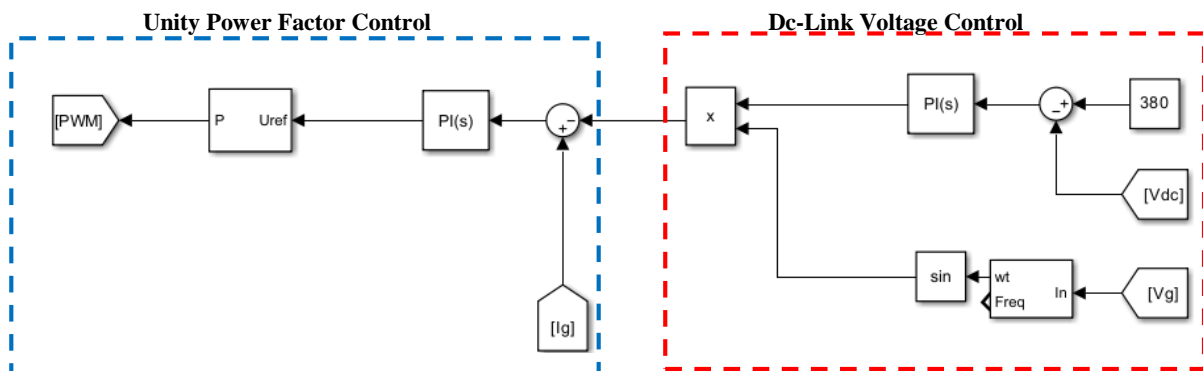 Unity Power Factor Control
Dc-Link Voltage Control
[PWM]
P
Uref
PI(s)
+
−
x
PI(s)
−
+
380
[Vdc]
sin
wt
Freq
In
[Vg]
[Ig]